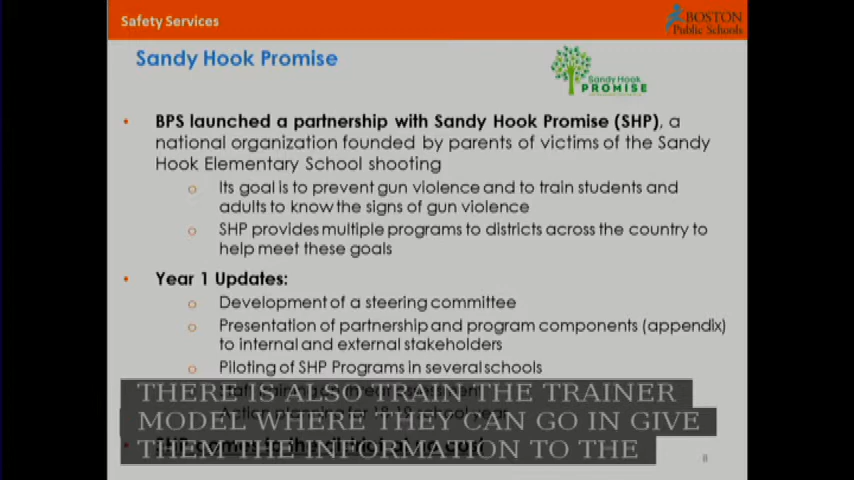 Safety Services
BOSTON
Public Schools
Sandy Hook Promise
Sandy Hook
PROMISE
• BPS launched a partnership with Sandy Hook Promise (SHP), a
national organization founded by parents of victims of the Sandy
Hook Elementary School shooting
o Its goal is to prevent gun violence and to train students and
adults to know the signs of gun violence
o SHP provides multiple programs to districts across the country to
help meet these goals
• Year 1 Updates:
o Development of a steering committee
o Presentation of partnership and program components (appendix)
to internal and external stakeholders
o Piloting of SHP Programs in several schools
THERE IS ALSO TRAIN THE TRAINER
MODEL WHERE THEY CAN GO IN GIVE
THEM THE INFORMATION TO THE
8